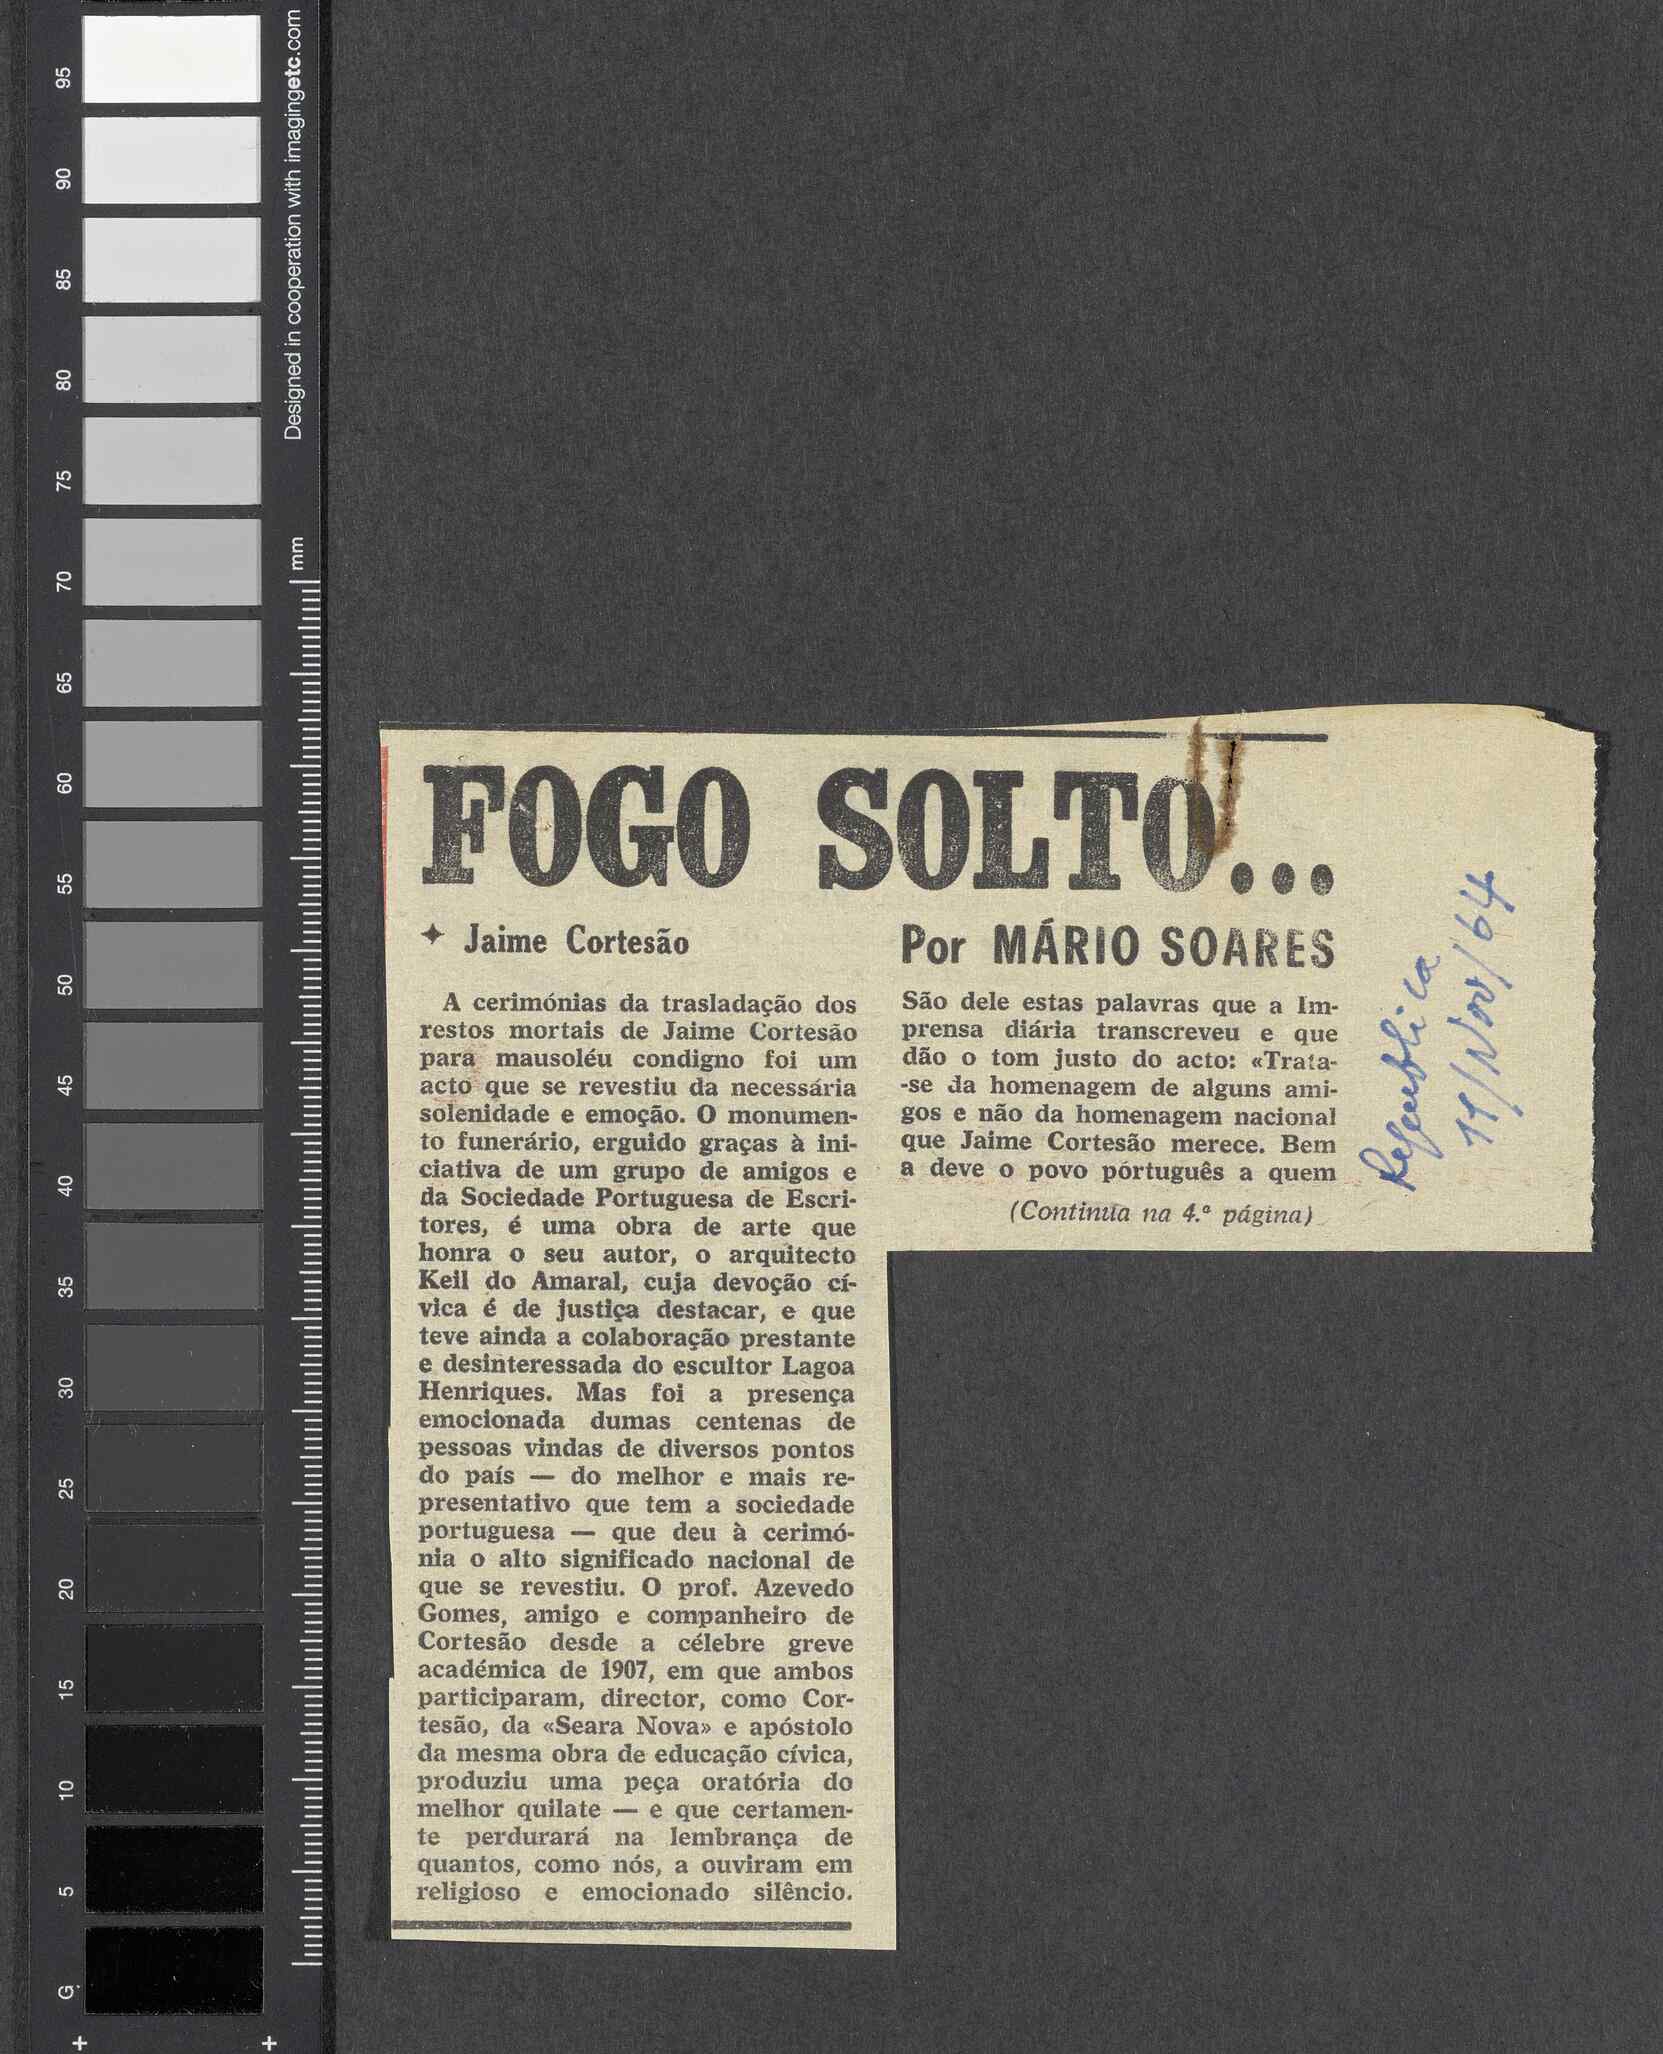 95
90
85
80
75
70
65
60
55
50
45
40
35
30
25
20
15
10
5
G
Designed in cooperation with imagingetc.com
mm
FOGO SOLTO...
Jaime Cortesão
A cerimónias da trasladação dos
restos mortais de Jaime Cortesão
para mausoléu condigno foi um
acto que se revestiu da necessária
solenidade e emoção. O monumen-
to funerário, erguido graças à ini-
ciativa de um grupo de amigos e
da Sociedade Portuguesa de Escri-
tores, é uma obra de arte que
honra o seu autor, o arquitecto
Keil do Amaral, cuja devoção cí-
vica é de justiça destacar, e que
teve ainda a colaboração prestante
e desinteressada do escultor Lagoa
Henriques. Mas foi a presença
emocionada dumas centenas de
pessoas vindas de diversos pontos
do país — do melhor e mais re-
presentativo que tem a sociedade
portuguesa — que deu à cerimó-
nia o alto significado nacional de
que se revestiu. O prof. Azevedo
Gomes, amigo e companheiro de
Cortesão desde a célebre greve
académica de 1907, em que ambos
participaram, director, como Cor-
tesão, da «Seara Nova» e apóstolo
da mesma obra de educação cívica,
produziu uma peça oratória do
melhor quilate — e que certamen-
te perdurará na lembrança de
quantos, como nós, a ouviram em
religioso e emocionado silêncio.
Por MÁRIO SOARES
São dele estas palavras que a Im-
prensa diária transcreveu e que
dão o tom justo do acto: «Trata-
-se da homenagem de alguns ami-
gos e não da homenagem nacional
que Jaime Cortesão merece. Bem
a deve o povo pórtuguês a quem
(Continua na 4.ª página)
Republica
11/Nov/64